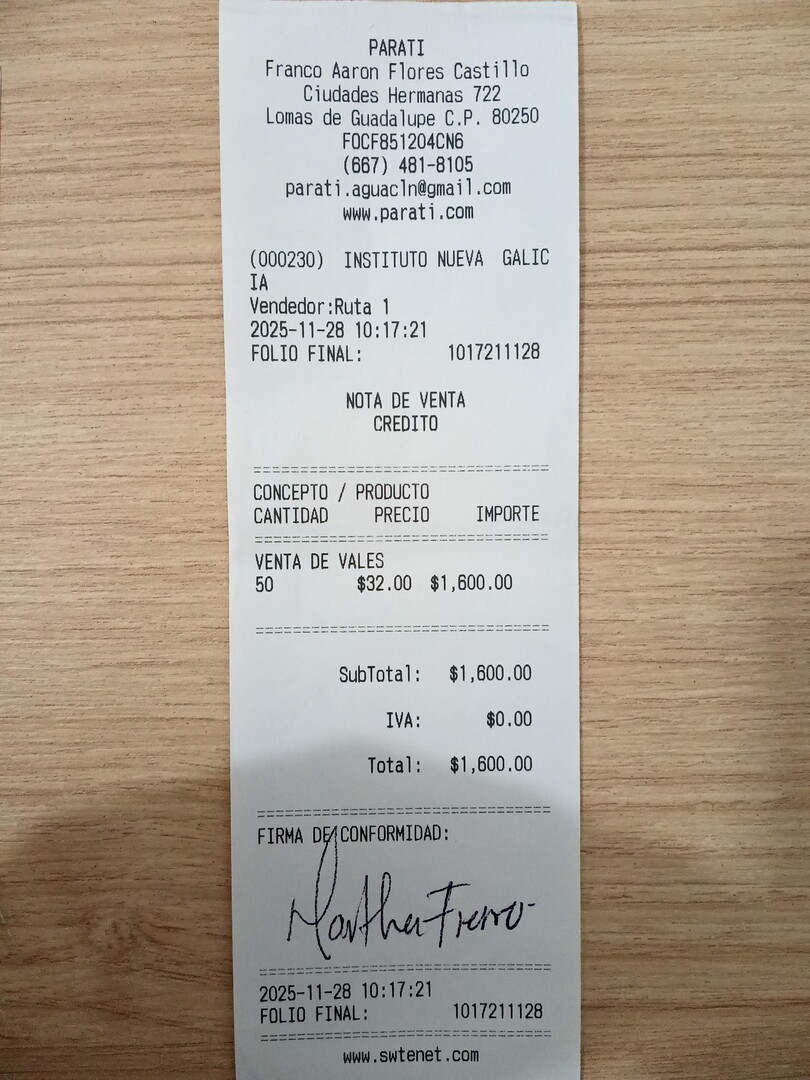 PARATI
Franco Aaron Flores Castillo
Ciudades Hermanas 722
Lomas de Guadalupe C.P. 80250
FOCF851204CN6
(667) 481-8105
parati.aguacln@gmail.com
www.parati.com
(000230) INSTITUTO NUEVA GALIC
IA
Vendedor:Ruta 1
2025-11-28 10:17:21
FOLIO FINAL: 1017211128
NOTA DE VENTA
CREDITO
CONCEPTO / PRODUCTO
CANTIDAD PRECIO IMPORTE
VENTA DE VALES
50 $32.00 $1,600.00
SubTotal: $1,600.00
IVA: $0.00
Total: $1,600.00
FIRMA DE CONFORMIDAD:
2025-11-28 10:17:21
FOLIO FINAL: 1017211128
www.swtenet.com